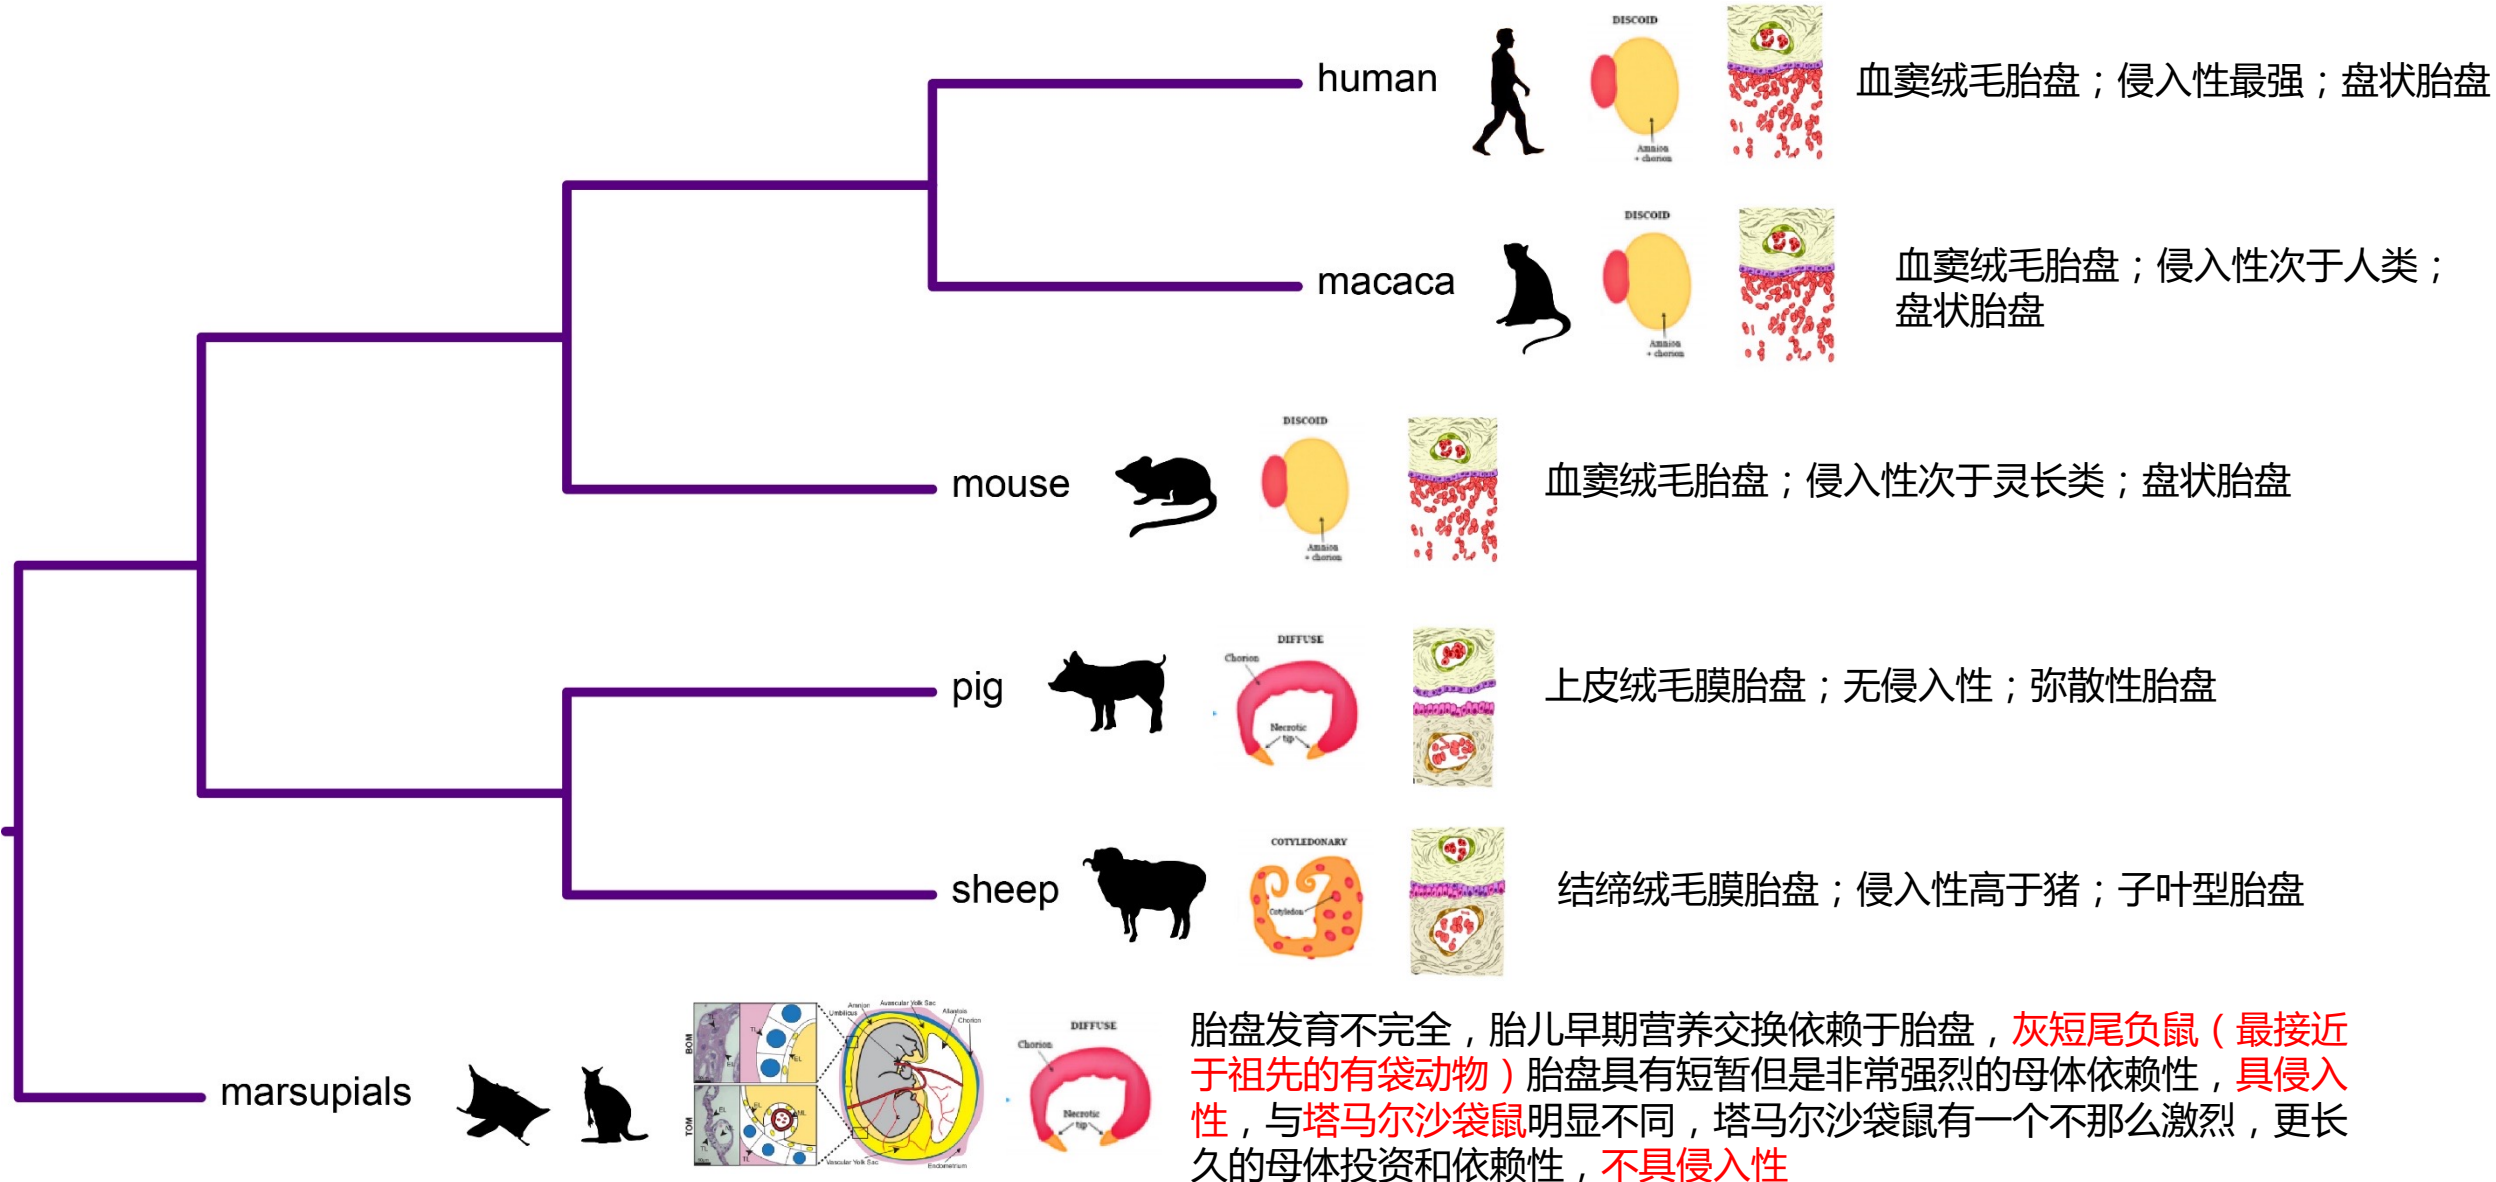 DISCOID
human
Amnion
+ chorion
血窦绒毛胎盘；侵入性最强；盘状胎盘
DISCOID
macaca
Amnion
+ chorion
血窦绒毛胎盘；侵入性次于人类；
盘状胎盘
DISCOID
mouse
Amnion
+ chorion
血窦绒毛胎盘；侵入性次于灵长类；盘状胎盘
DIFFUSE
Chorion
pig
Necrotic
tip
上皮绒毛膜胎盘；无侵入性；弥散性胎盘
COTYLEDONARY
sheep
Cotyledon
结缔绒毛膜胎盘；侵入性高于猪；子叶型胎盘
marsupials
BOM
TL
EL
EL
TOM
EL
TL
EL
ML
TL
Amnion
Avascular Yolk Sac
Umbilicus
Allantois
Chorion
Vascular Yolk Sac
Endometrium
DIFFUSE
Chorion
Necrotic
tip
胎盘发育不完全，胎儿早期营养交换依赖于胎盘，灰短尾负鼠（最接近
于祖先的有袋动物）胎盘具有短暂但是非常强烈的母体依赖性，具侵入
性，与塔马尔沙袋鼠明显不同，塔马尔沙袋鼠有一个不那么激烈，更长
久的母体投资和依赖性，不具侵入性